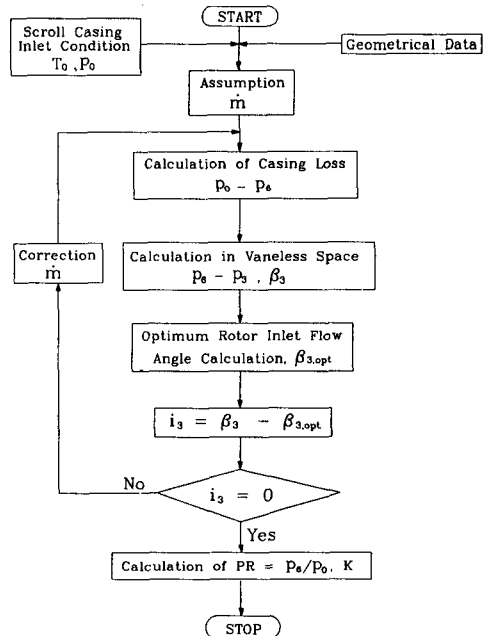 START
Scroll Casing
Inlet Condition
T₀ , P₀
Geometrical Data
Assumption
ṁ
Calculation of Casing Loss
p₀ − p₆
Correction
ṁ
Calculation in Vaneless Space
p₆ − p₃ , β₃
Optimum Rotor Inlet Flow
Angle Calculation, β₃,opt
i₃ = β₃ − β₃,opt
No
i₃ = 0
Yes
Calculation of PR = p₆/p₀, K
STOP